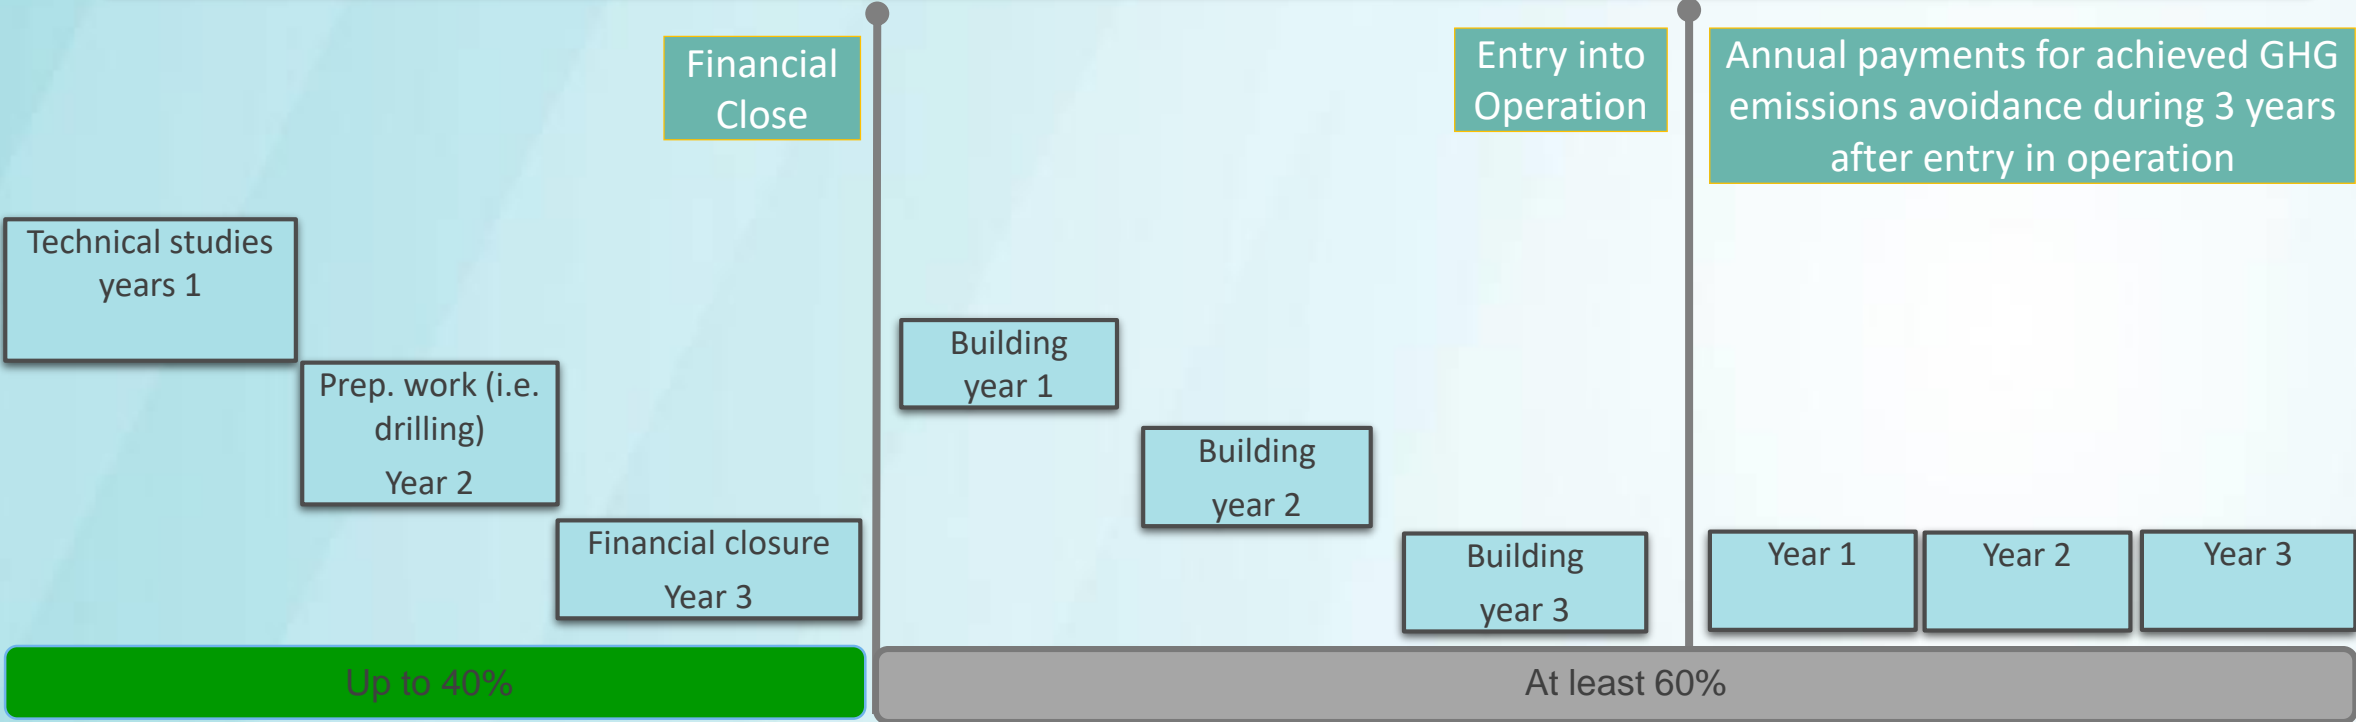 Financial
Close
Entry into
Operation
Annual payments for achieved GHG
emissions avoidance during 3 years
after entry in operation
Technical studies
years 1
Prep. work (i.e.
drilling)
Year 2
Financial closure
Year 3
Building
year 1
Building
year 2
Building
year 3
Year 1
Year 2
Year 3
Up to 40%
At least 60%